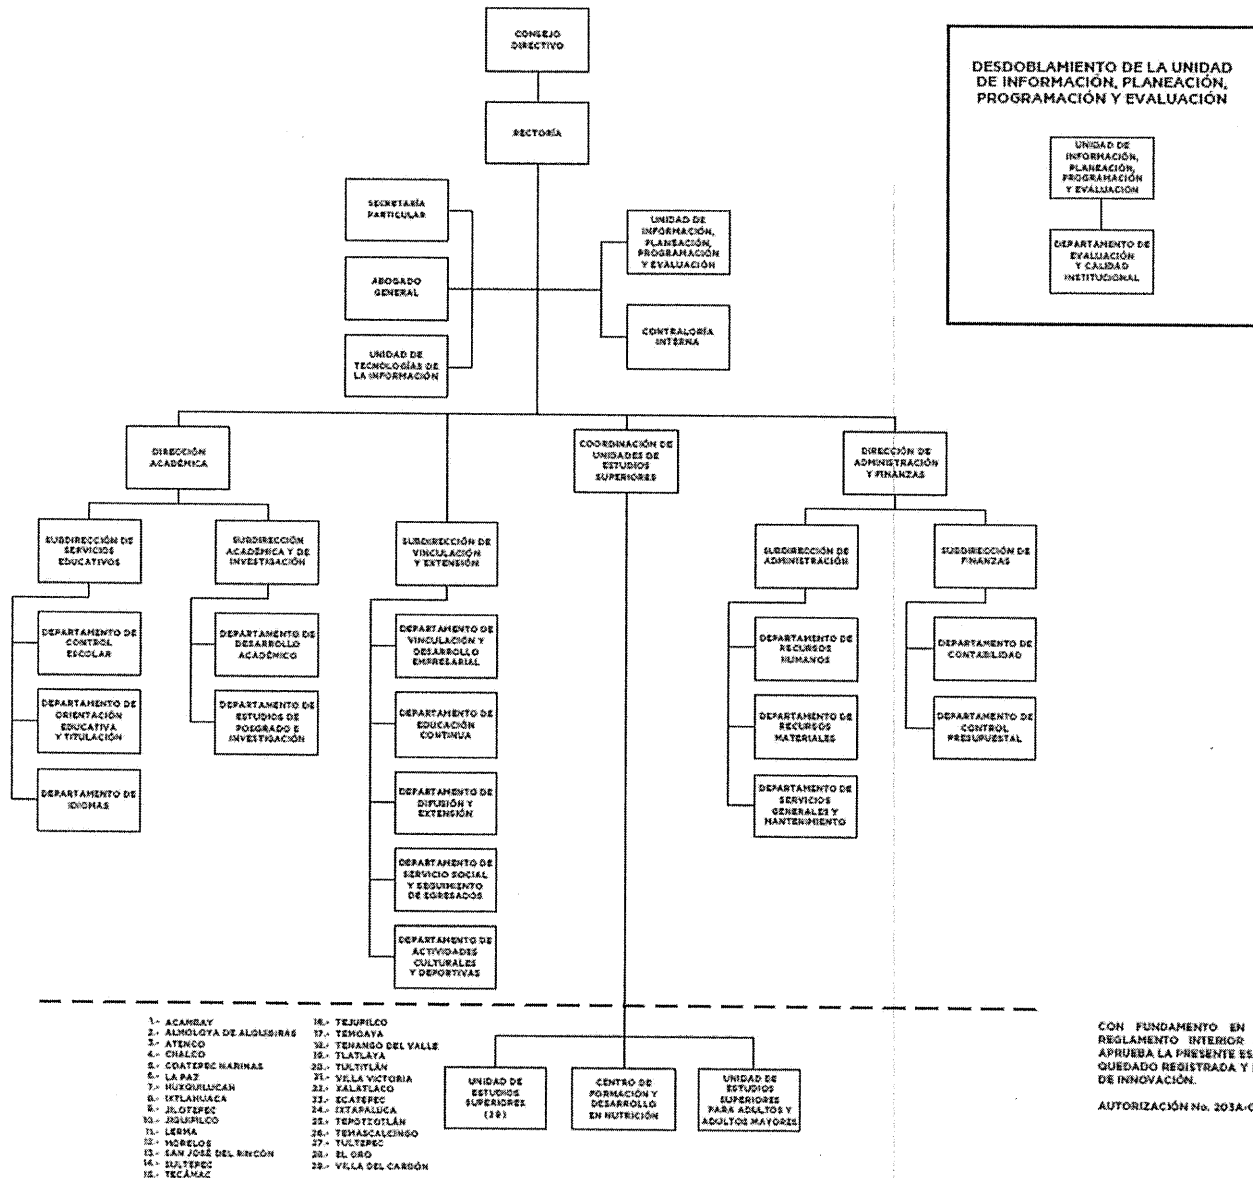 CONSEJO
DIRECTIVO
DESDOBLAMIENTO DE LA UNIDAD
DE INFORMACIÓN, PLANEACIÓN,
PROGRAMACIÓN Y EVALUACIÓN
RECTORÍA
UNIDAD DE
INFORMACIÓN,
PLANEACIÓN,
PROGRAMACIÓN
Y EVALUACIÓN
DEPARTAMENTO DE
EVALUACIÓN
Y CALIDAD
INSTITUCIONAL
SECRETARÍA
PARTICULAR
UNIDAD DE
INFORMACIÓN,
PLANEACIÓN,
PROGRAMACIÓN
Y EVALUACIÓN
ABOGADO
GENERAL
CONTRALORÍA
INTERNA
UNIDAD DE
TECNOLOGÍAS DE
LA INFORMACIÓN
DIRECCIÓN
ACADÉMICA
COORDINACIÓN DE
UNIDADES DE
ESTUDIOS
SUPERIORES
DIRECCIÓN DE
ADMINISTRACIÓN
Y FINANZAS
SUBDIRECCIÓN DE
SERVICIOS
EDUCATIVOS
SUBDIRECCIÓN
ACADÉMICA Y DE
INVESTIGACIÓN
SUBDIRECCIÓN DE
VINCULACIÓN
Y EXTENSIÓN
SUBDIRECCIÓN DE
ADMINISTRACIÓN
SUBDIRECCIÓN
DE FINANZAS
DEPARTAMENTO DE
CONTROL
ESCOLAR
DEPARTAMENTO DE
DESARROLLO
ACADÉMICO
DEPARTAMENTO DE
VINCULACIÓN Y
DESARROLLO
EMPRESARIAL
DEPARTAMENTO DE
RECURSOS
HUMANOS
DEPARTAMENTO DE
CONTABILIDAD
DEPARTAMENTO DE
ORIENTACIÓN
EDUCATIVA
Y TITULACIÓN
DEPARTAMENTO DE
ESTUDIOS DE
POSGRADO E
INVESTIGACIÓN
DEPARTAMENTO DE
EDUCACIÓN
CONTINUA
DEPARTAMENTO DE
RECURSOS
MATERIALES
DEPARTAMENTO DE
CONTROL
PRESUPUESTAL
DEPARTAMENTO DE
IDIOMAS
DEPARTAMENTO DE
DIFUSIÓN Y
EXTENSIÓN
DEPARTAMENTO DE
SERVICIOS
GENERALES Y
MANTENIMIENTO
DEPARTAMENTO DE
SERVICIO SOCIAL
Y SEGUIMIENTO
DE EGRESADOS
DEPARTAMENTO DE
ACTIVIDADES
CULTURALES
Y DEPORTIVAS
1.- ACAMBAY
2.- ALMOLOYA DE ALQUISIRAS
3.- ATENCO
4.- CHALCO
5.- COATEPEC HARINAS
6.- LA PAZ
7.- HUIXQUILUCAN
8.- IXTLAHUACA
9.- JILOTEPEC
10.- JIQUIPILCO
11.- LERMA
12.- MORELOS
13.- SAN JOSÉ DEL RINCÓN
14.- SULTEPEC
15.- TECÁMAC
16.- TEJUPILCO
17.- TEMOAYA
18.- TENANGO DEL VALLE
19.- TLATLAYA
20.- TULTITLÁN
21.- VILLA VICTORIA
22.- XALATLACO
23.- ECATEPEC
24.- IXTAPALUCA
25.- TEPOTZOTLÁN
26.- TEMASCALCINGO
27.- TULTEPEC
28.- EL ORO
29.- VILLA DEL CARBÓN
UNIDAD DE
ESTUDIOS
SUPERIORES
(29)
CENTRO DE
FORMACIÓN Y
DESARROLLO
EN NUTRICIÓN
UNIDAD DE
ESTUDIOS
SUPERIORES
PARA ADULTOS Y
ADULTOS MAYORES
CON FUNDAMENTO EN
REGLAMENTO INTERIOR
APRUEBA LA PRESENTE
QUEDADO REGISTRADA Y
DE INNOVACIÓN.
AUTORIZACIÓN No. 203A-